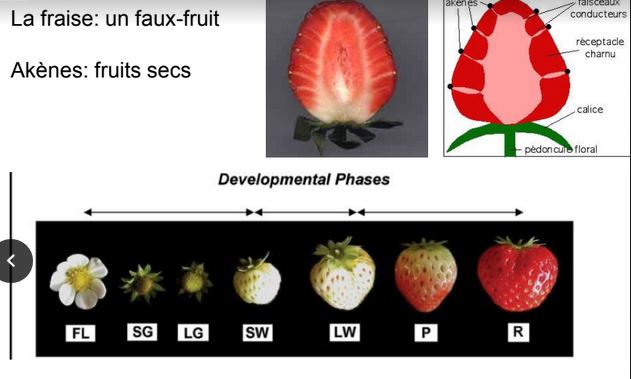 La fraise: un faux-fruit
Akènes: fruits secs
akènes
faisceaux
conducteurs
réceptacle
charnu
calice
pédoncule floral
Developmental Phases
FL SG LG SW LW P R